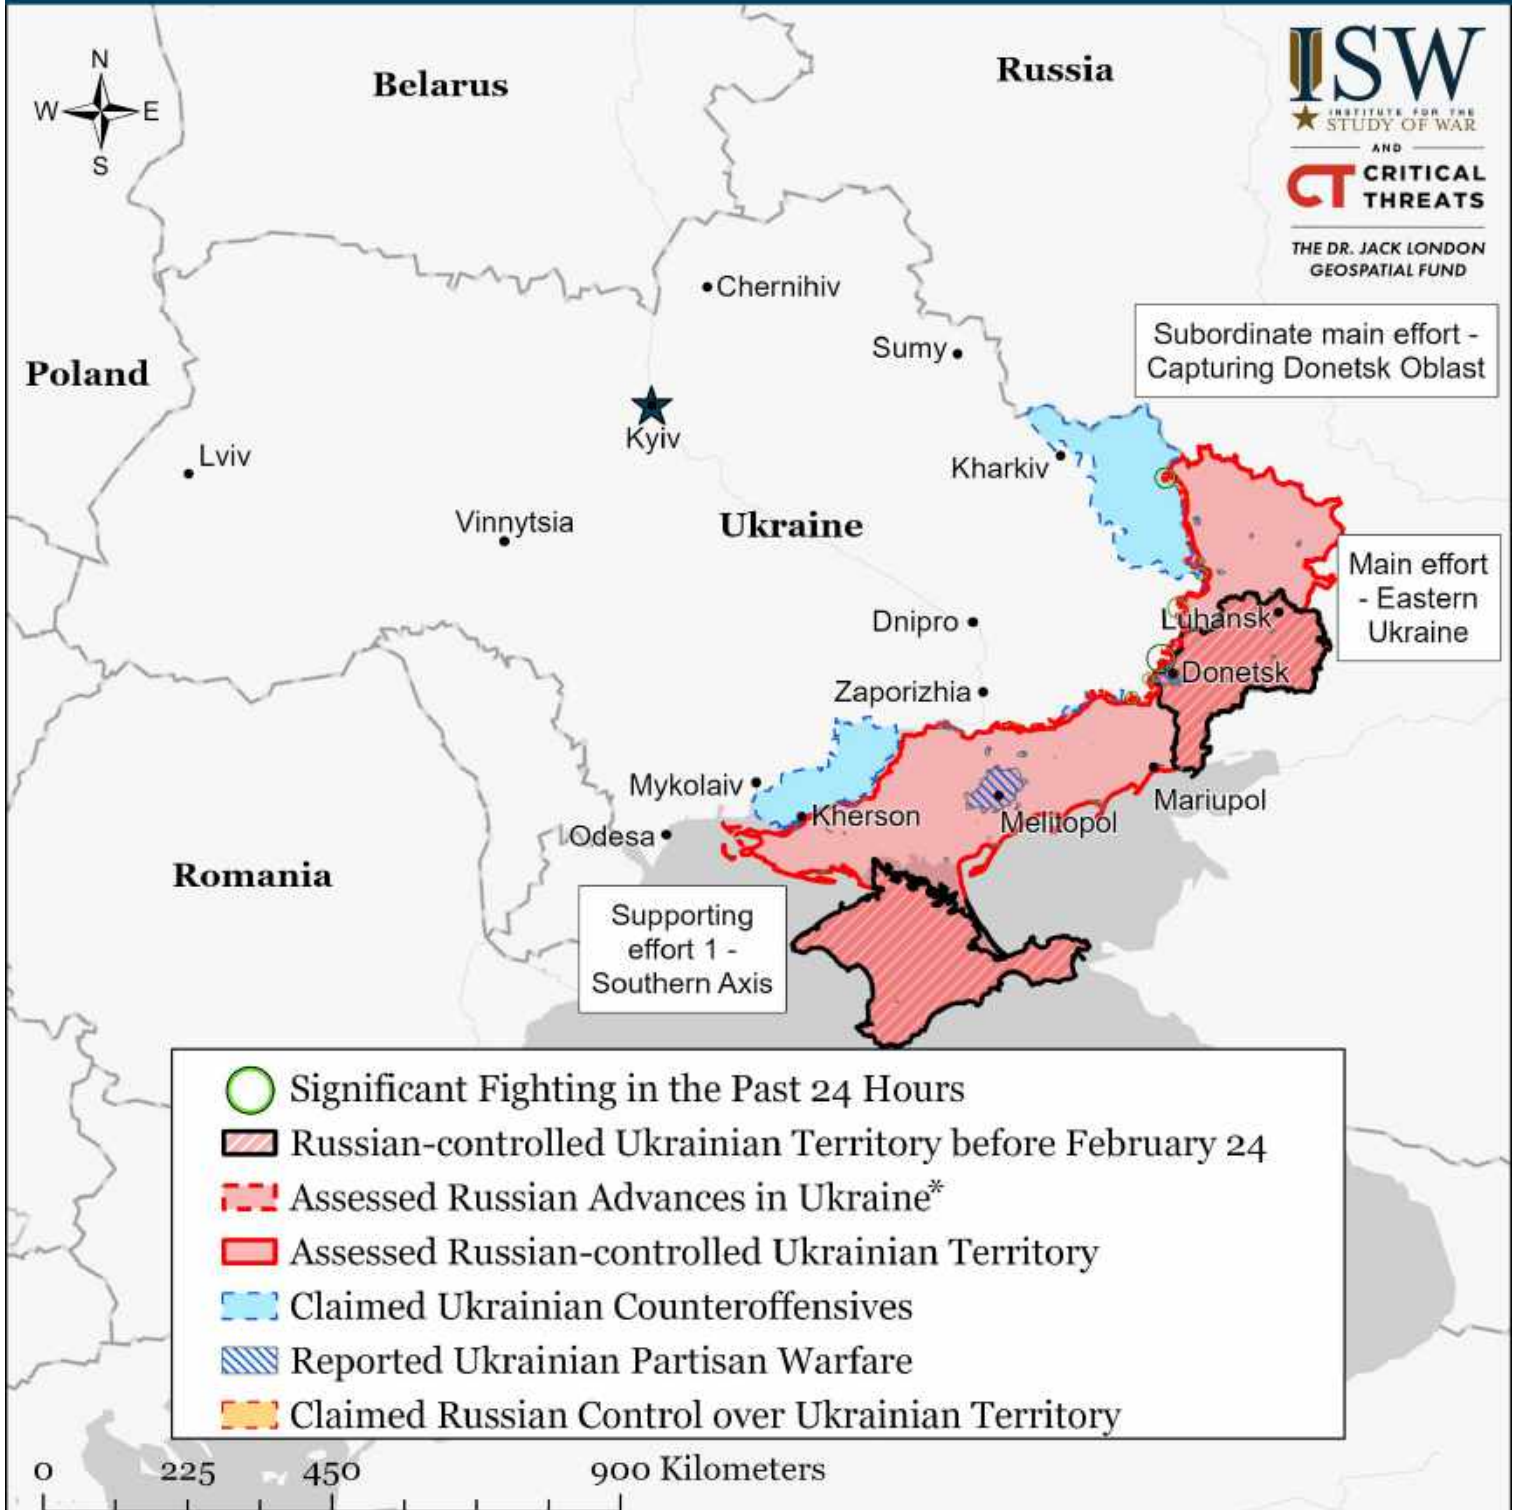 N
W
E
S
Belarus
Russia
ISW
INSTITUTE FOR THE
STUDY OF WAR
AND
CT CRITICAL
THREATS
THE DR. JACK LONDON
GEOSPATIAL FUND
Chernihiv
Sumy
Subordinate main effort -
Capturing Donetsk Oblast
Poland
Kyiv
Lviv
Kharkiv
Vinnytsia
Ukraine
Main effort
- Eastern
Ukraine
Dnipro
Luhansk
Donetsk
Zaporizhia
Mykolaiv
Kherson
Melitopol
Mariupol
Odesa
Romania
Supporting
effort 1 -
Southern Axis
Significant Fighting in the Past 24 Hours
Russian-controlled Ukrainian Territory before February 24
Assessed Russian Advances in Ukraine*
Assessed Russian-controlled Ukrainian Territory
Claimed Ukrainian Counteroffensives
Reported Ukrainian Partisan Warfare
Claimed Russian Control over Ukrainian Territory
0 225 450 900 Kilometers